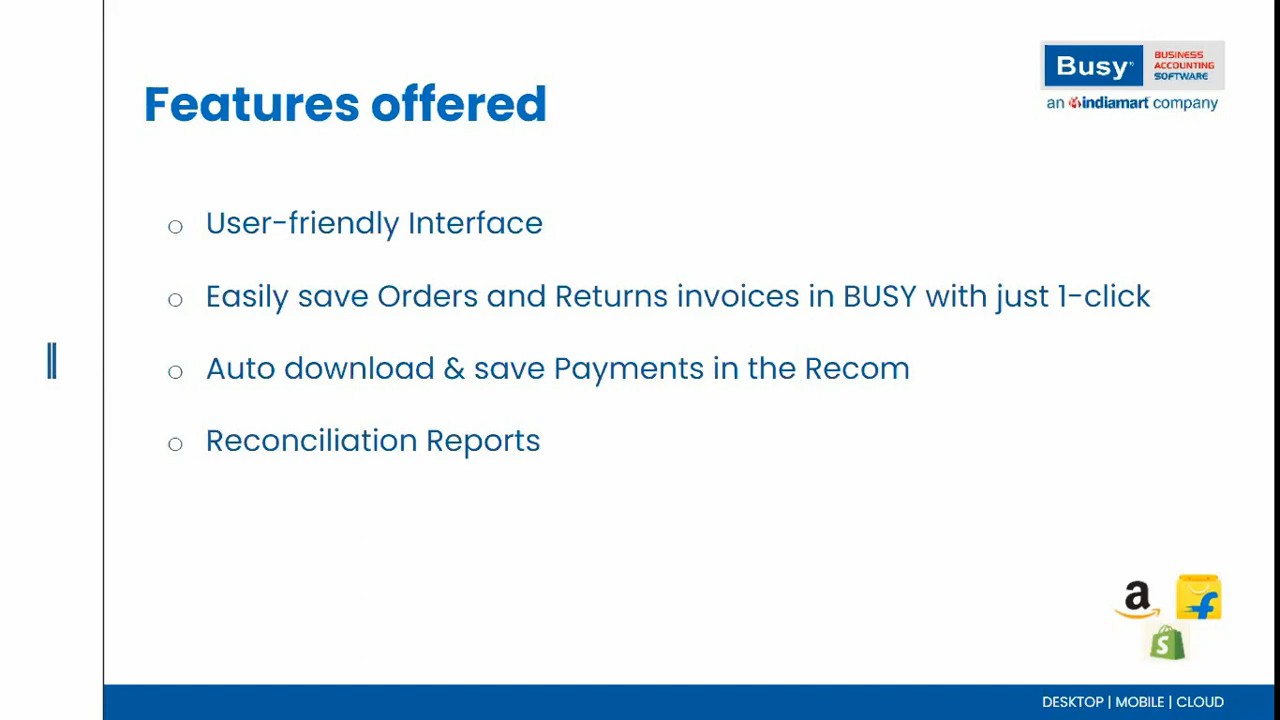 Busy
BUSINESS
ACCOUNTING
SOFTWARE
an indiamart company
Features offered
o User-friendly Interface
o Easily save Orders and Returns invoices in BUSY with just 1-click
o Auto download & save Payments in the Recom
o Reconciliation Reports
DESKTOP | MOBILE | CLOUD